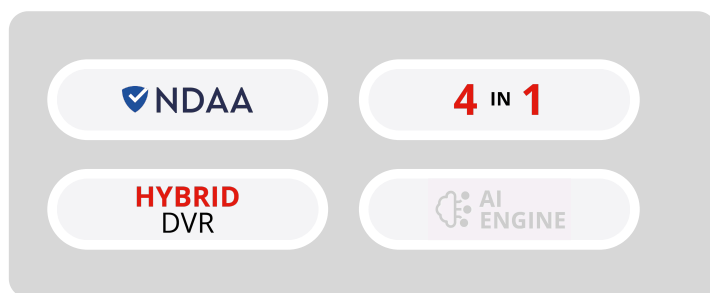 NDAA
4 IN 1
HYBRID
DVR
AI
ENGINE